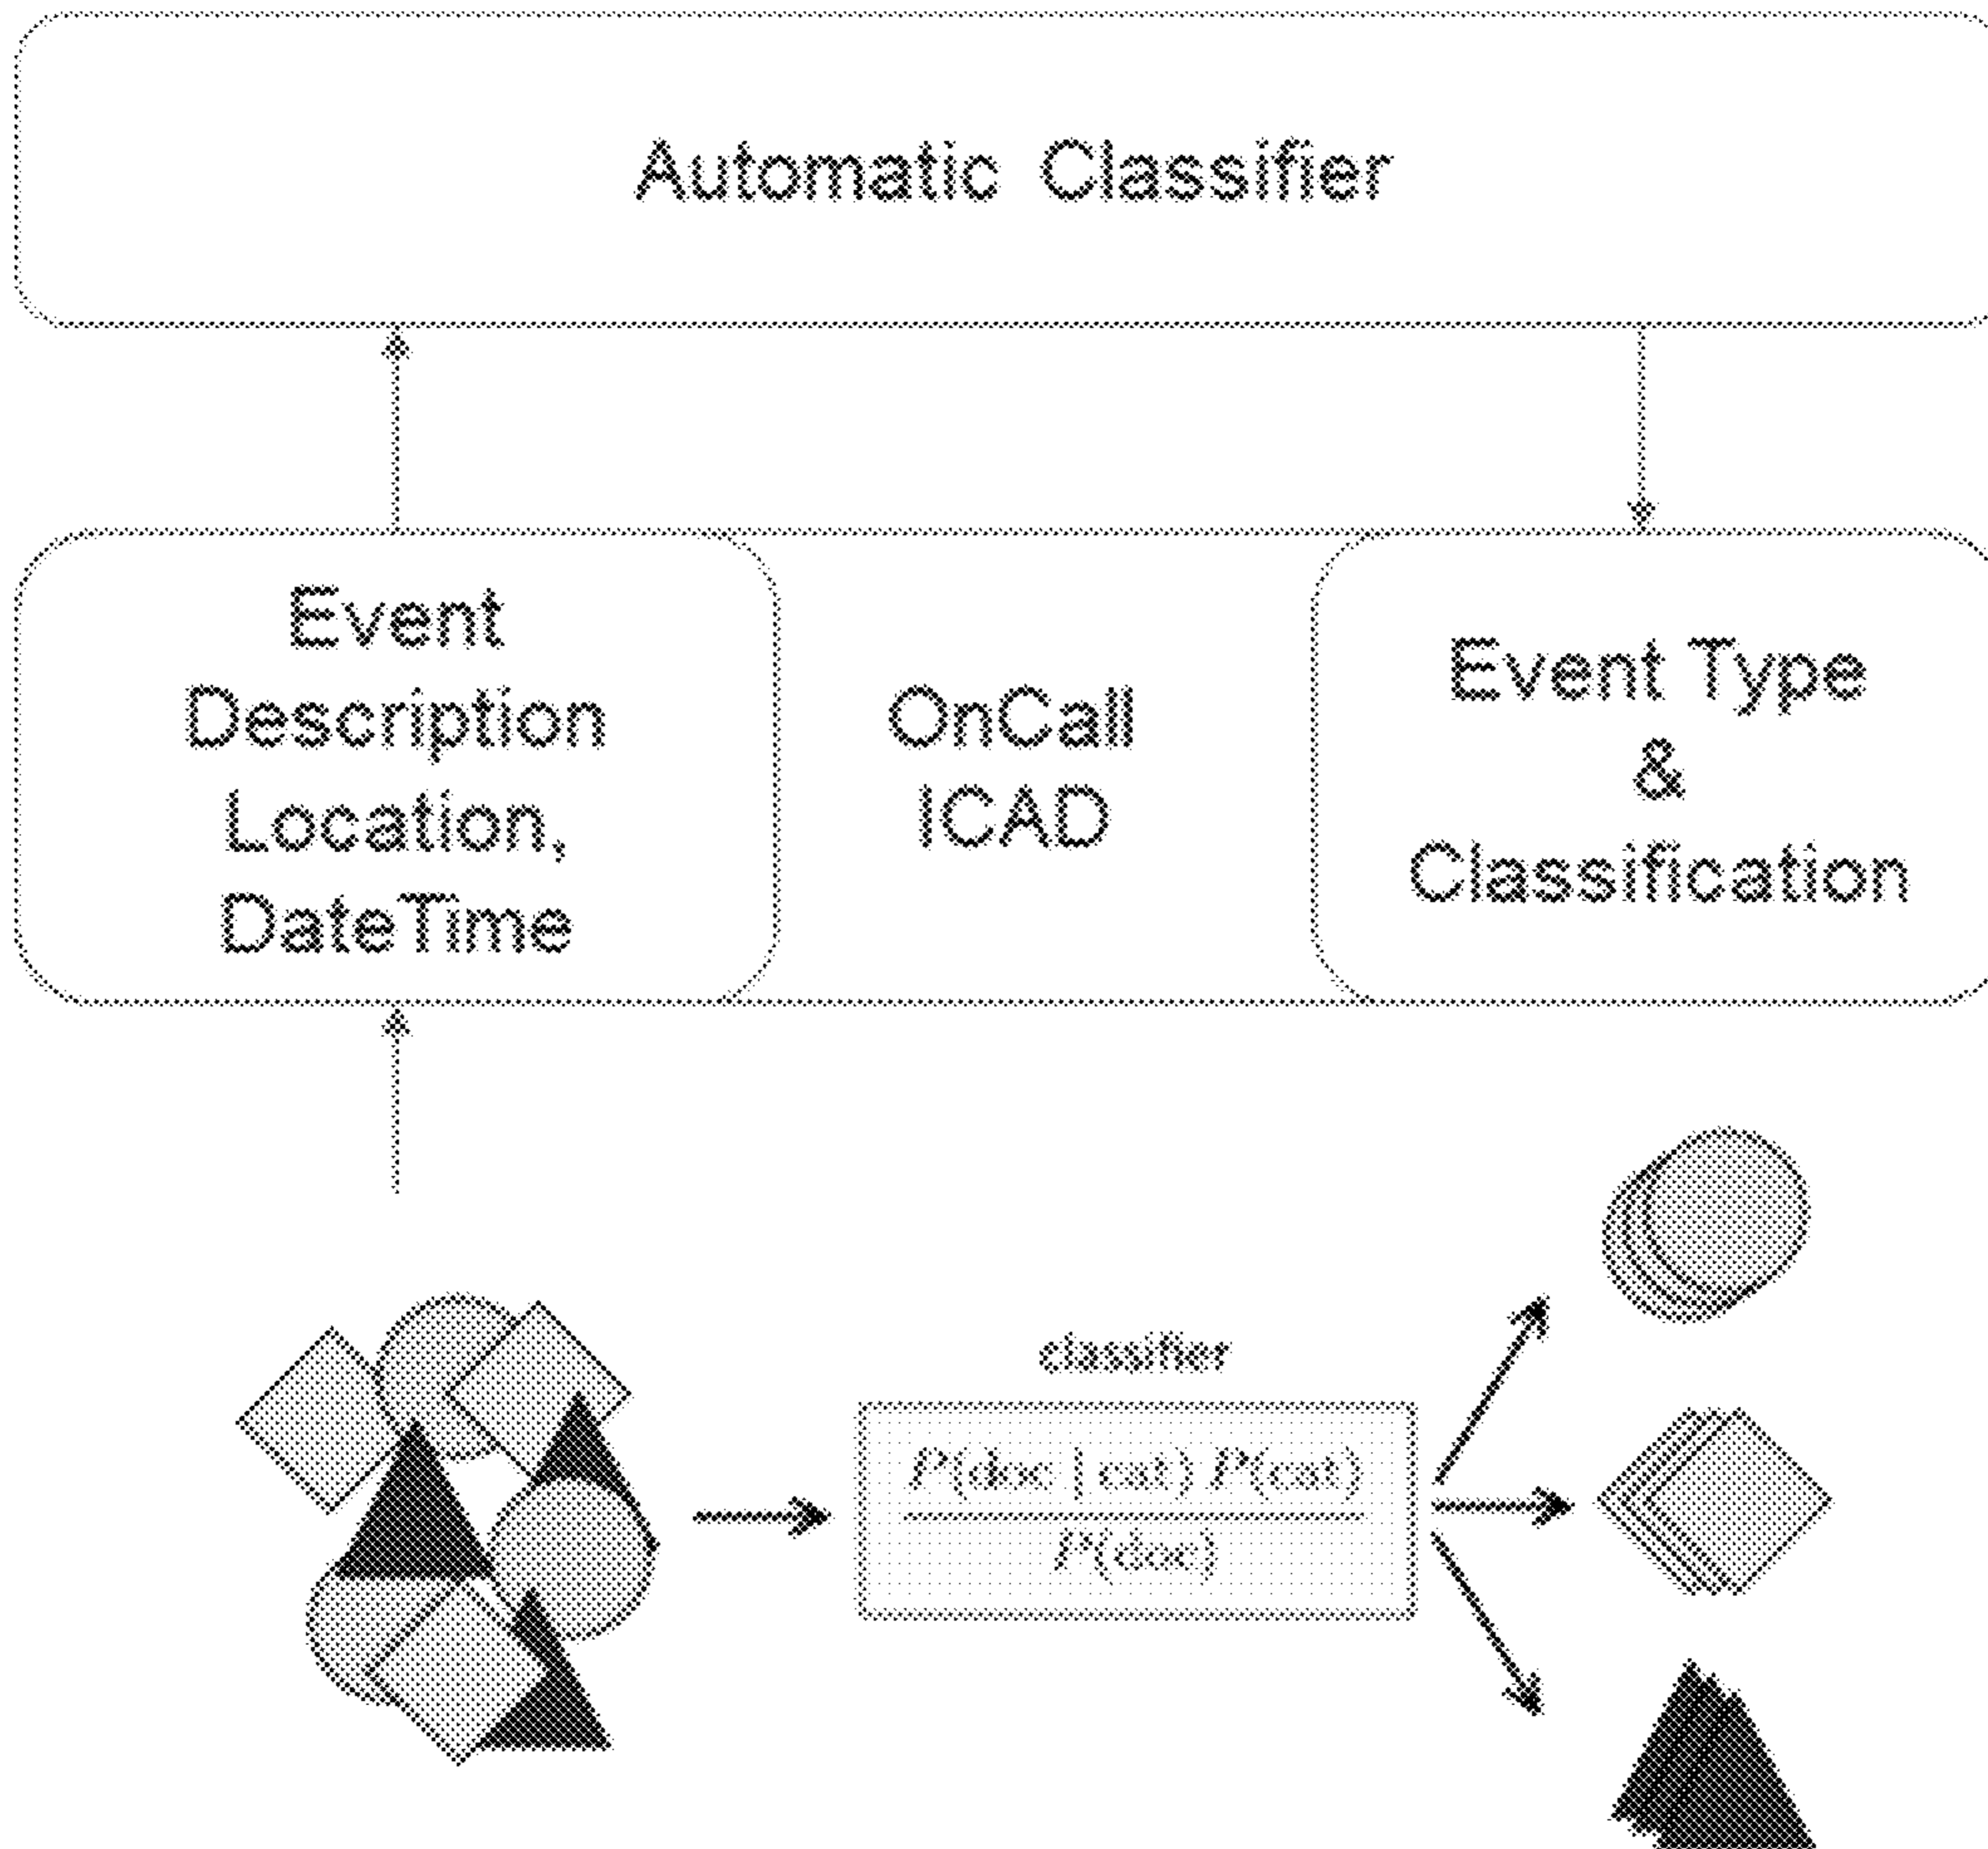 Automatic Classifier
Event
Description
Location,
DateTime
OnCall
ICAD
Event Type
&
Classification
classifier
P(doc | cat) P(cat)
P(doc)